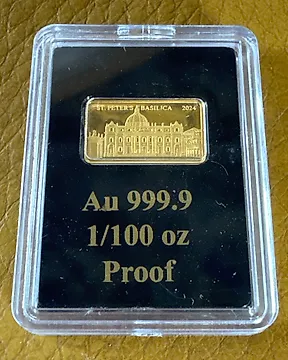 ST. PETER'S BASILICA 2024
Au 999.9
1/100 oz
Proof